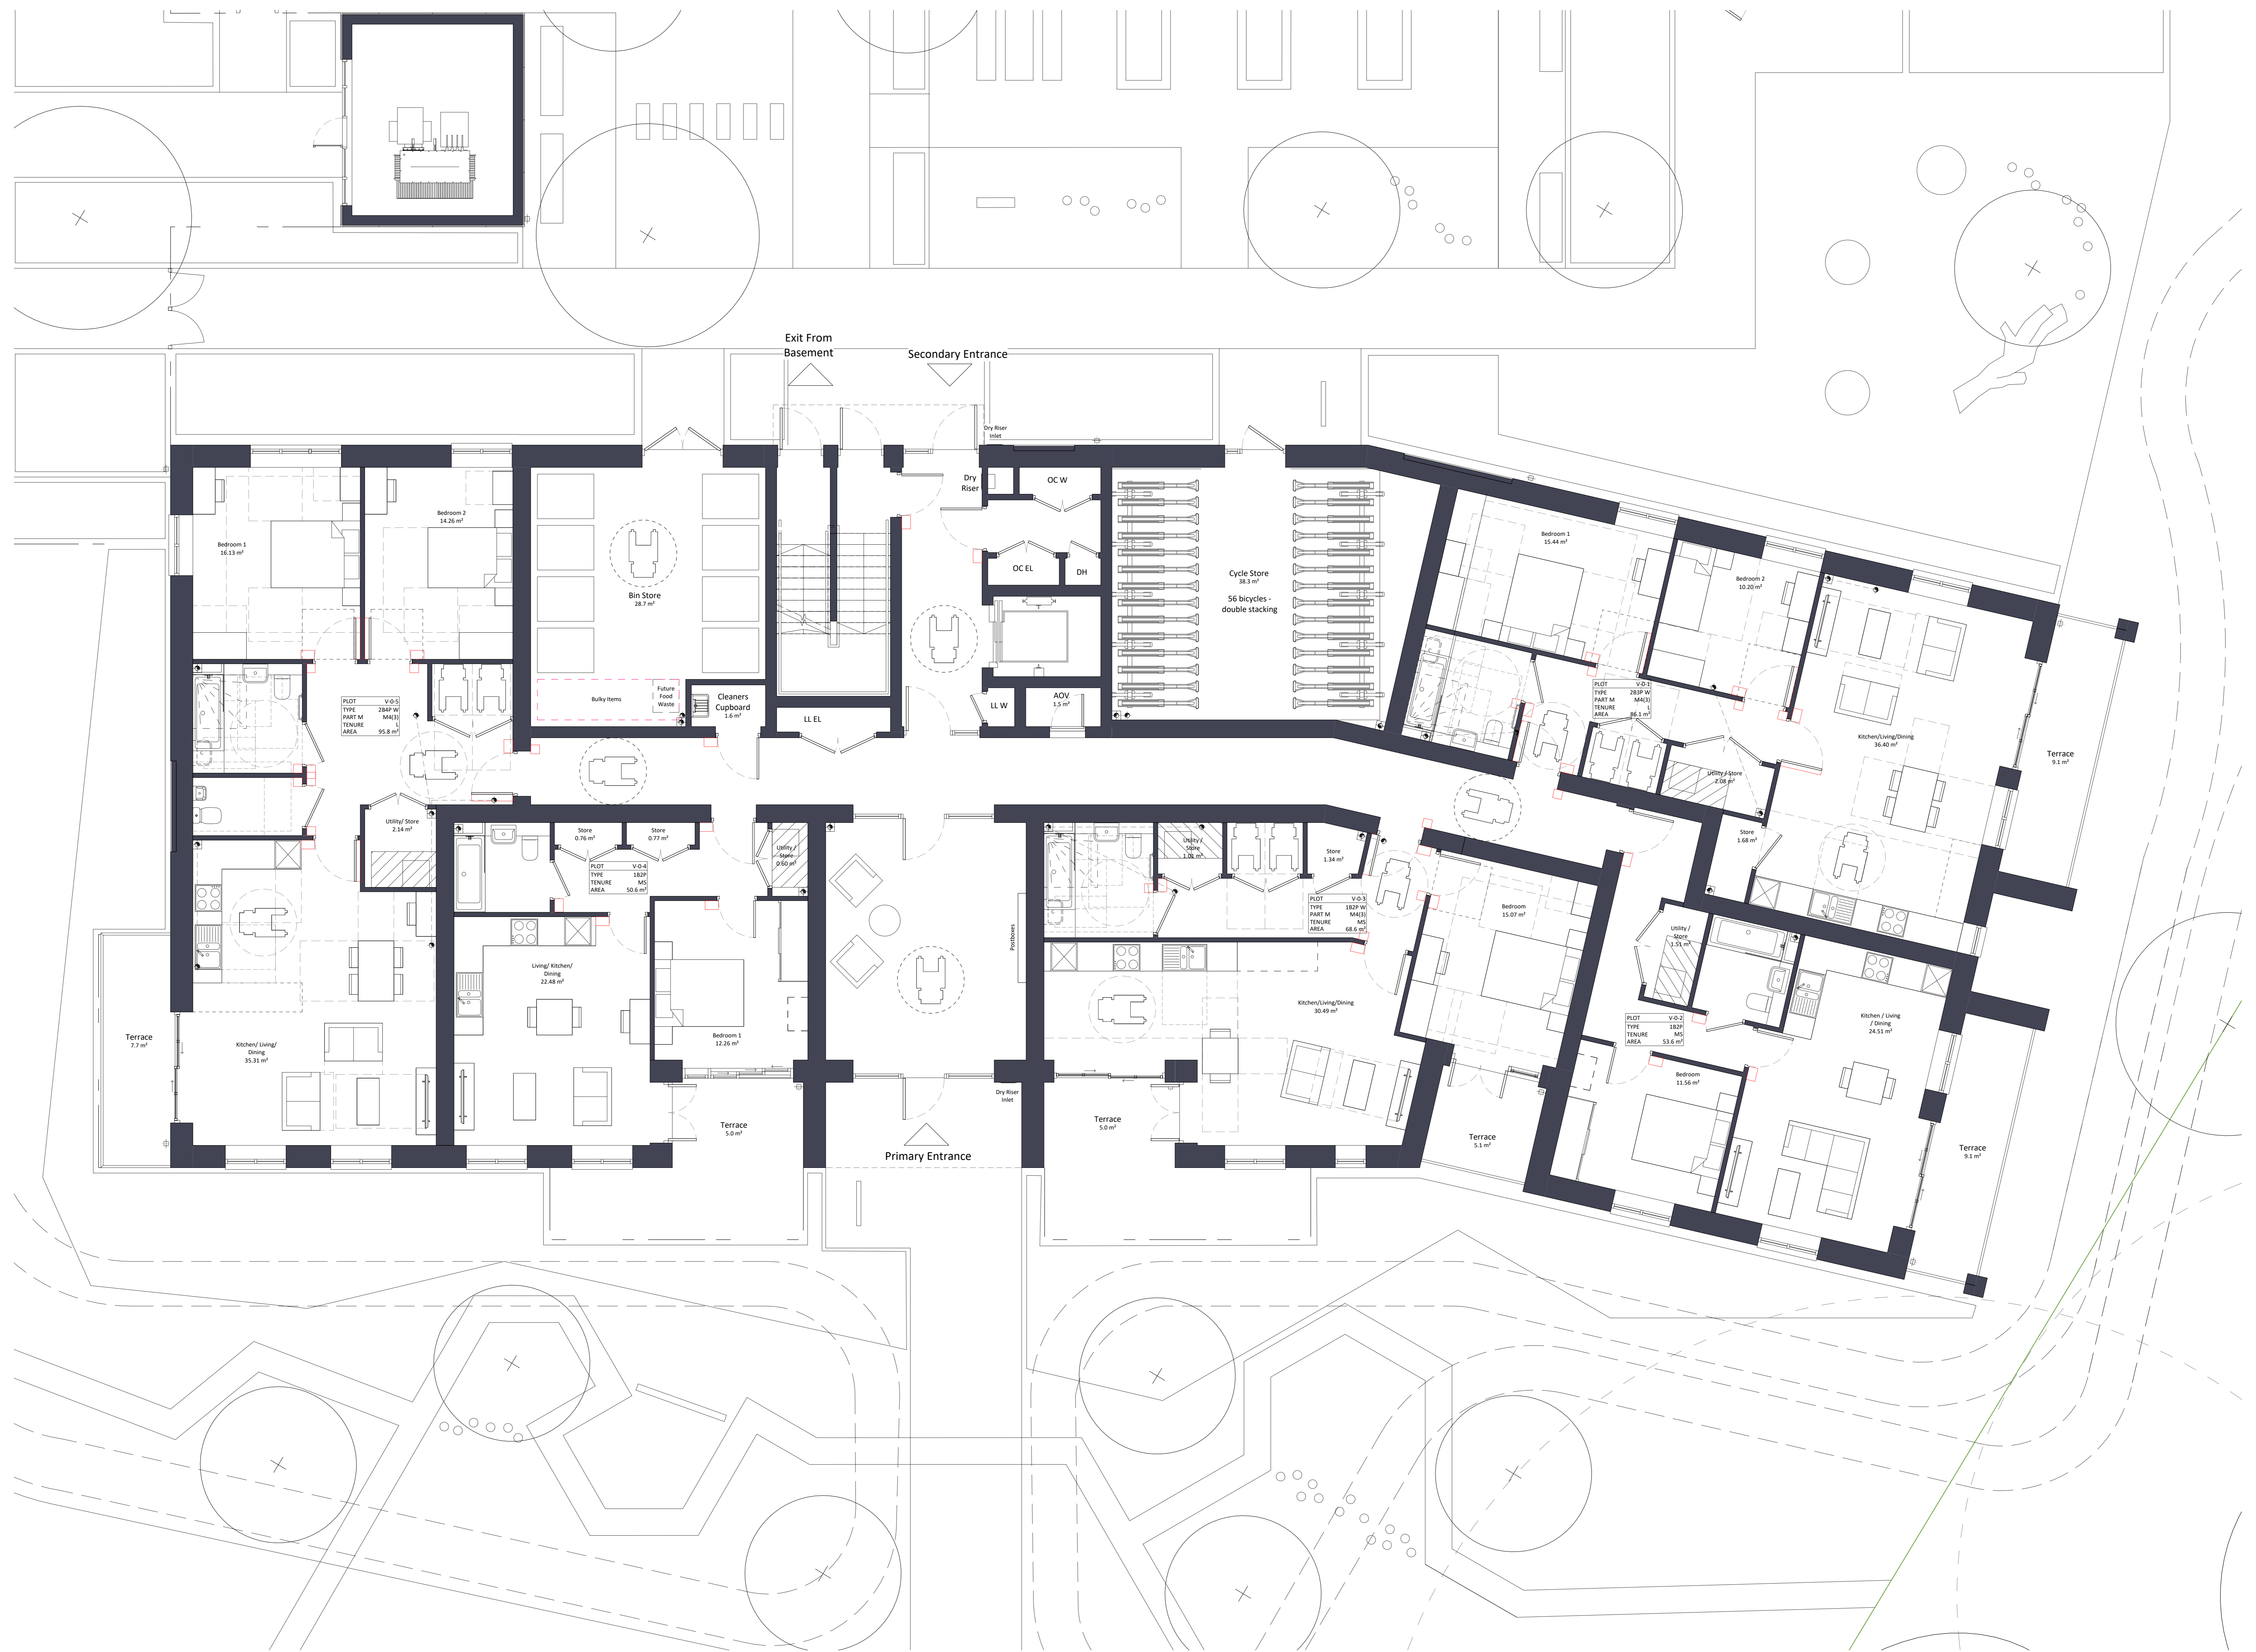 Exit From
Basement
Secondary Entrance
Dry Riser
Inlet
Dry
Riser
OC W
OC EL
DH
Bedroom 1
16.13 m²
Bedroom 2
14.26 m²
Bin Store
28.7 m²
Bulky Items
Future
Food
Waste
Cleaners
Cupboard
1.6 m²
LL EL
LL W
AOV
1.5 m²
Cycle Store
38.3 m²
56 bicycles -
double stacking
Bedroom 1
15.44 m²
Bedroom 2
10.20 m²
PLOT V-0-1
TYPE 2B3P W
PART M M4(3)
TENURE L
AREA 86.1 m²
Kitchen/Living/Dining
36.40 m²
Terrace
9.1 m²
Utility / Store
2.08 m²
Store
1.68 m²
PLOT V-0-5
TYPE 2B4P W
PART M M4(3)
TENURE L
AREA 95.8 m²
Utility/ Store
2.14 m²
Store
0.76 m²
Store
0.77 m²
Utility /
Store
0.60 m²
PLOT V-0-4
TYPE 1B2P
TENURE MS
AREA 50.6 m²
Living/ Kitchen/
Dining
22.48 m²
Bedroom 1
12.26 m²
Postboxes
Utility /
Store
1.01 m²
Store
1.34 m²
PLOT V-0-3
TYPE 1B2P W
PART M M4(3)
TENURE MS
AREA 68.6 m²
Bedroom
15.07 m²
Kitchen/Living/Dining
30.49 m²
Utility /
Store
1.51 m²
PLOT V-0-2
TYPE 1B2P
TENURE MS
AREA 53.6 m²
Kitchen / Living
/ Dining
24.51 m²
Bedroom
11.56 m²
Terrace
7.7 m²
Kitchen/ Living/
Dining
35.31 m²
Terrace
5.0 m²
Dry Riser
Inlet
Primary Entrance
Terrace
5.0 m²
Terrace
5.1 m²
Terrace
9.1 m²